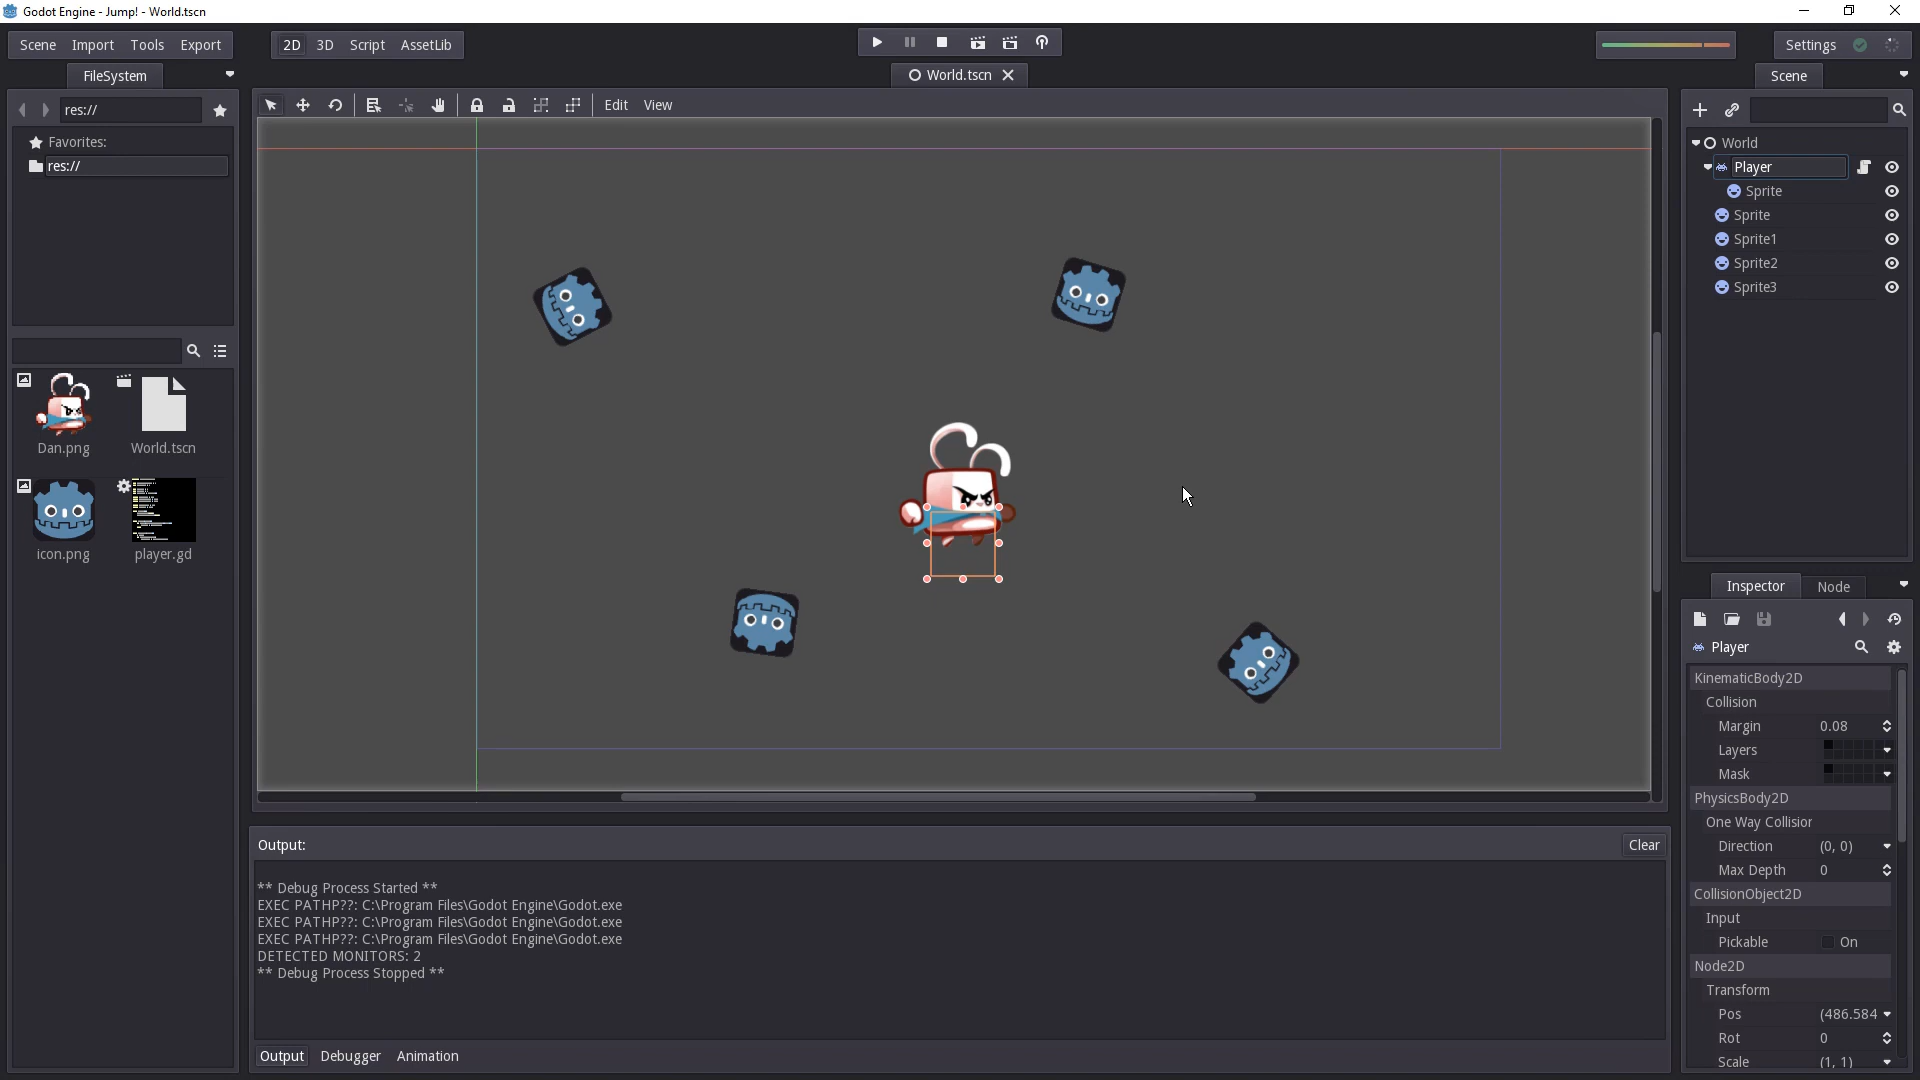 Godot Engine - Jump! - World.tscn
Scene Import Tools Export
2D 3D Script AssetLib
Settings
FileSystem
World.tscn
Scene
res://
Edit View
Favorites:
res://
World
Player
Sprite
Sprite
Sprite1
Sprite2
Sprite3
Dan.png
World.tscn
icon.png
player.gd
Inspector Node
Player
KinematicBody2D
Collision
Margin 0.08
Layers
Mask
PhysicsBody2D
One Way Collisior
Direction (0, 0)
Max Depth 0
CollisionObject2D
Input
Pickable On
Node2D
Transform
Pos (486.584
Rot 0
Scale (1, 1)
Output:
Clear
** Debug Process Started **
EXEC PATHP??: C:\Program Files\Godot Engine\Godot.exe
EXEC PATHP??: C:\Program Files\Godot Engine\Godot.exe
EXEC PATHP??: C:\Program Files\Godot Engine\Godot.exe
DETECTED MONITORS: 2
** Debug Process Stopped **
Output Debugger Animation